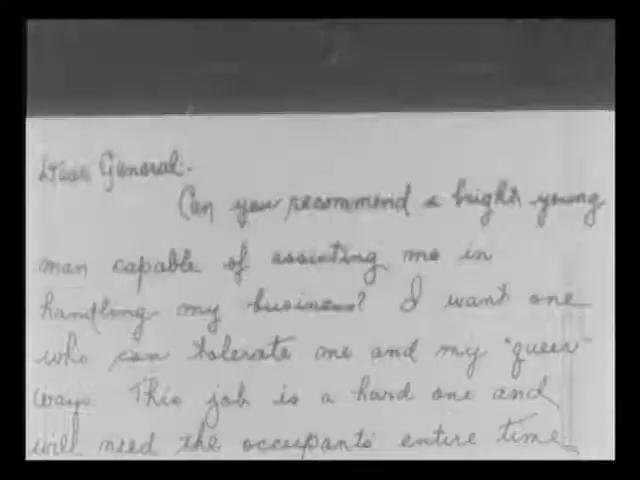 Dear General:-
Can you recommend a bright young
man capable of assisting me in
handling my business? I want one
who can tolerate me and my "queer"
ways. This job is a hard one and
will need the occupants' entire time